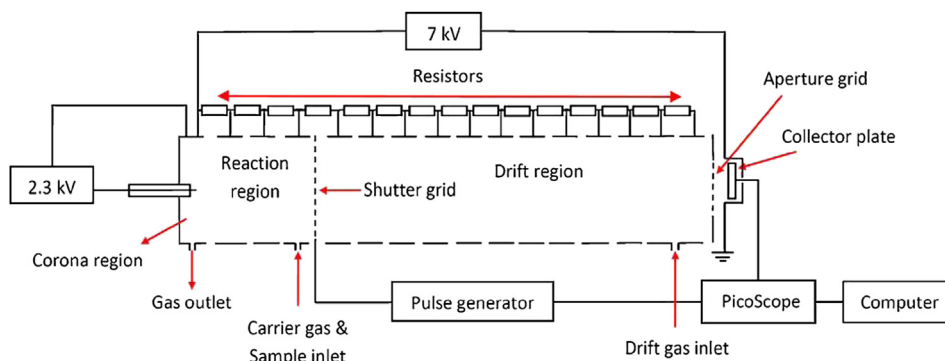 7 kV
Resistors
Aperture grid
Collector plate
Reaction
region
Drift region
Shutter grid
2.3 kV
Corona region
Gas outlet
Carrier gas &
Sample inlet
Pulse generator
Drift gas inlet
PicoScope
Computer